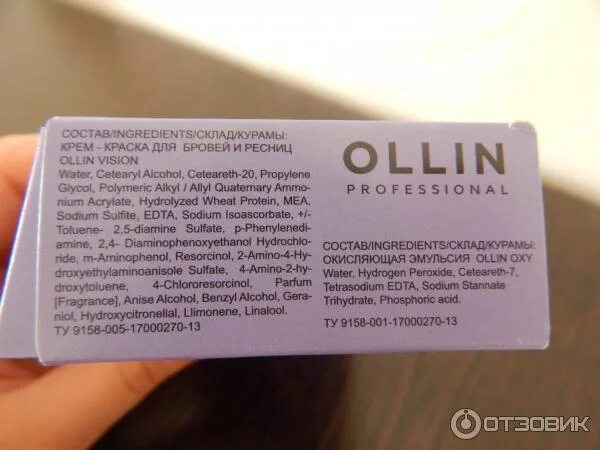 СОСТАВ/INGREDIENTS/СКЛАД/КУРАМЫ:
КРЕМ - КРАСКА ДЛЯ БРОВЕЙ И РЕСНИЦ
OLLIN VISION
Water, Cetearyl Alcohol, Ceteareth-20, Propylene
Glycol, Polymeric Alkyl / Allyl Quaternary Ammo-
nium Acrylate, Hydrolyzed Wheat Protein, MEA,
Sodium Sulfite, EDTA, Sodium Isoascorbate, +/-
Toluene- 2,5-diamine Sulfate, p-Phenylenedi-
amine, 2,4- Diaminophenoxyethanol Hydrochlo-
ride, m-Aminophenol, Resorcinol, 2-Amino-4-Hy-
droxyethylaminoanisole Sulfate, 4-Amino-2-hy-
droxytoluene, 4-Chlororesorcinol, Parfum
[Fragrance], Anise Alcohol, Benzyl Alcohol, Gera-
niol, Hydroxycitronellal, Llimonene, Linalool.
ТУ 9158-005-17000270-13
OLLIN
PROFESSIONAL
СОСТАВ/INGREDIENTS/СКЛАД/КУРАМЫ:
ОКИСЛЯЮЩАЯ ЭМУЛЬСИЯ OLLIN OXY
Water, Hydrogen Peroxide, Ceteareth-7,
Tetrasodium EDTA, Sodium Stannate
Trihydrate, Phosphoric acid.
ТУ 9158-001-17000270-13
ОТЗОВИК